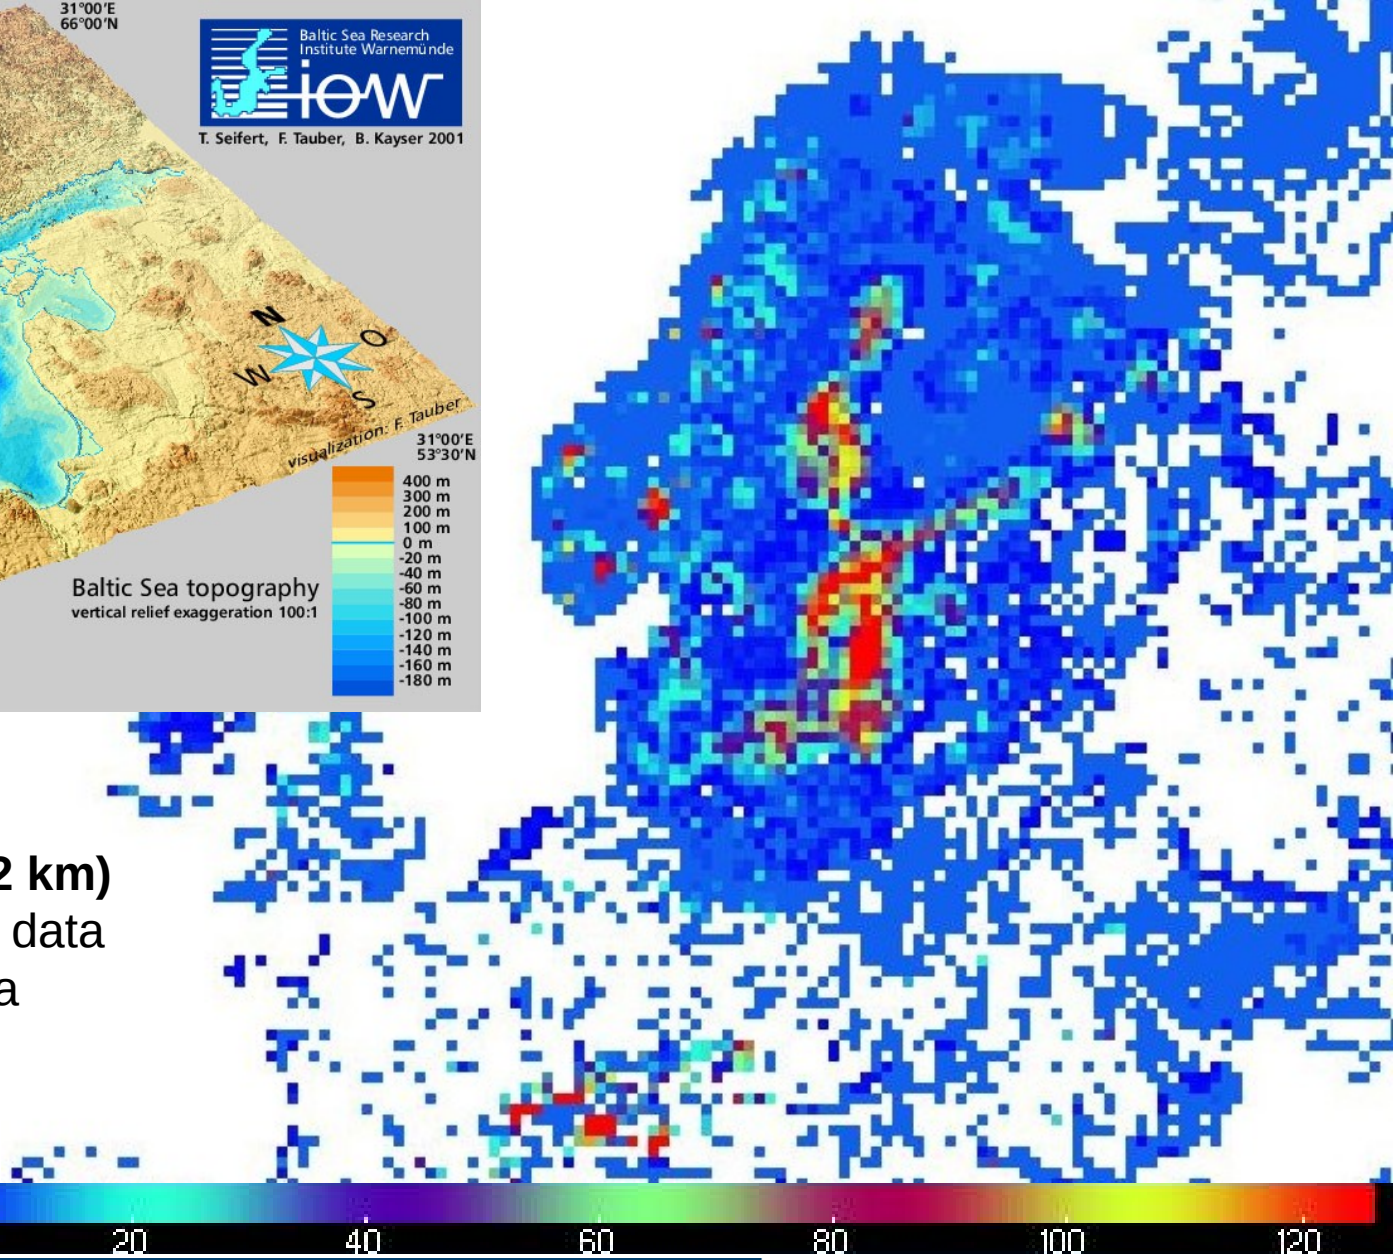 31°00'E
66°00'N
Baltic Sea Research
Institute Warnemünde
iow
T. Seifert, F. Tauber, B. Kayser 2001
N
O
W
S
visualization: F. Tauber
31°00'E
53°30'N
400 m
300 m
200 m
100 m
0 m
-20 m
-40 m
-60 m
-80 m
-100 m
-120 m
-140 m
-160 m
-180 m
Baltic Sea topography
vertical relief exaggeration 100:1
2 km)
data
a
20 40 60 80 100 120